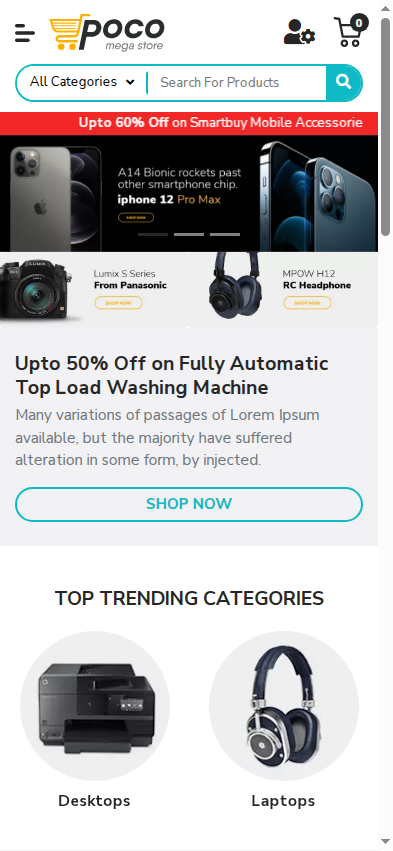 poco
mega store
0
All Categories
Search For Products
Upto 60% Off on Smartbuy Mobile Accessorie
A14 Bionic rockets past
other smartphone chip.
iphone 12 Pro Max
SHOP NOW
LUMIX
Lumix S Series
From Panasonic
SHOP NOW
MPOW H12
RC Headphone
SHOP NOW
Upto 50% Off on Fully Automatic
Top Load Washing Machine
Many variations of passages of Lorem Ipsum
available, but the majority have suffered
alteration in some form, by injected.
SHOP NOW
TOP TRENDING CATEGORIES
Desktops
Laptops